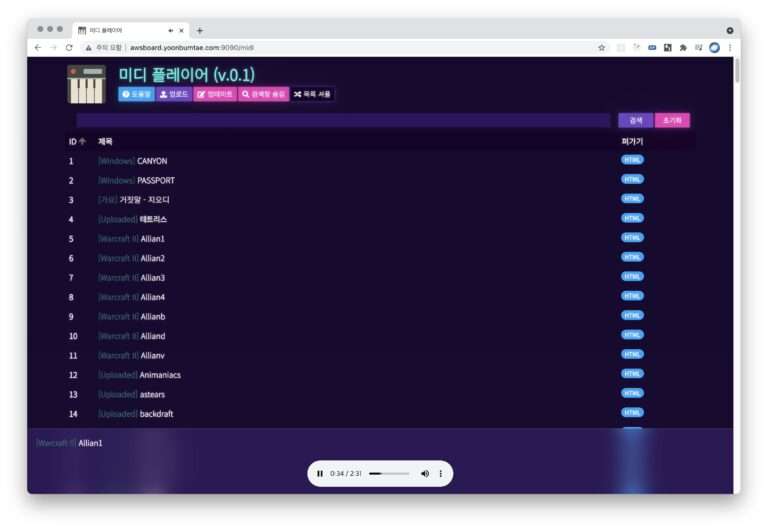 미디 플레이어
주의 요함 | awsboard.yoonbumtae.com:9090/midi
미디 플레이어 (v.0.1)
도움말 업로드 업데이트 검색창 숨김 목록 셔플
검색 초기화
ID 제목 퍼가기
1 [Windows] CANYON HTML
2 [Windows] PASSPORT HTML
3 [가요] 거짓말 - 지오디 HTML
4 [Uploaded] 테트리스 HTML
5 [Warcraft II] Allian1 HTML
6 [Warcraft II] Allian2 HTML
7 [Warcraft II] Allian3 HTML
8 [Warcraft II] Allian4 HTML
9 [Warcraft II] Allianb HTML
10 [Warcraft II] Alliand HTML
11 [Warcraft II] Allianv HTML
12 [Uploaded] Animaniacs HTML
13 [Uploaded] astears HTML
14 [Uploaded] backdraft HTML
[Warcraft II] Allian1
0:34 / 2:31